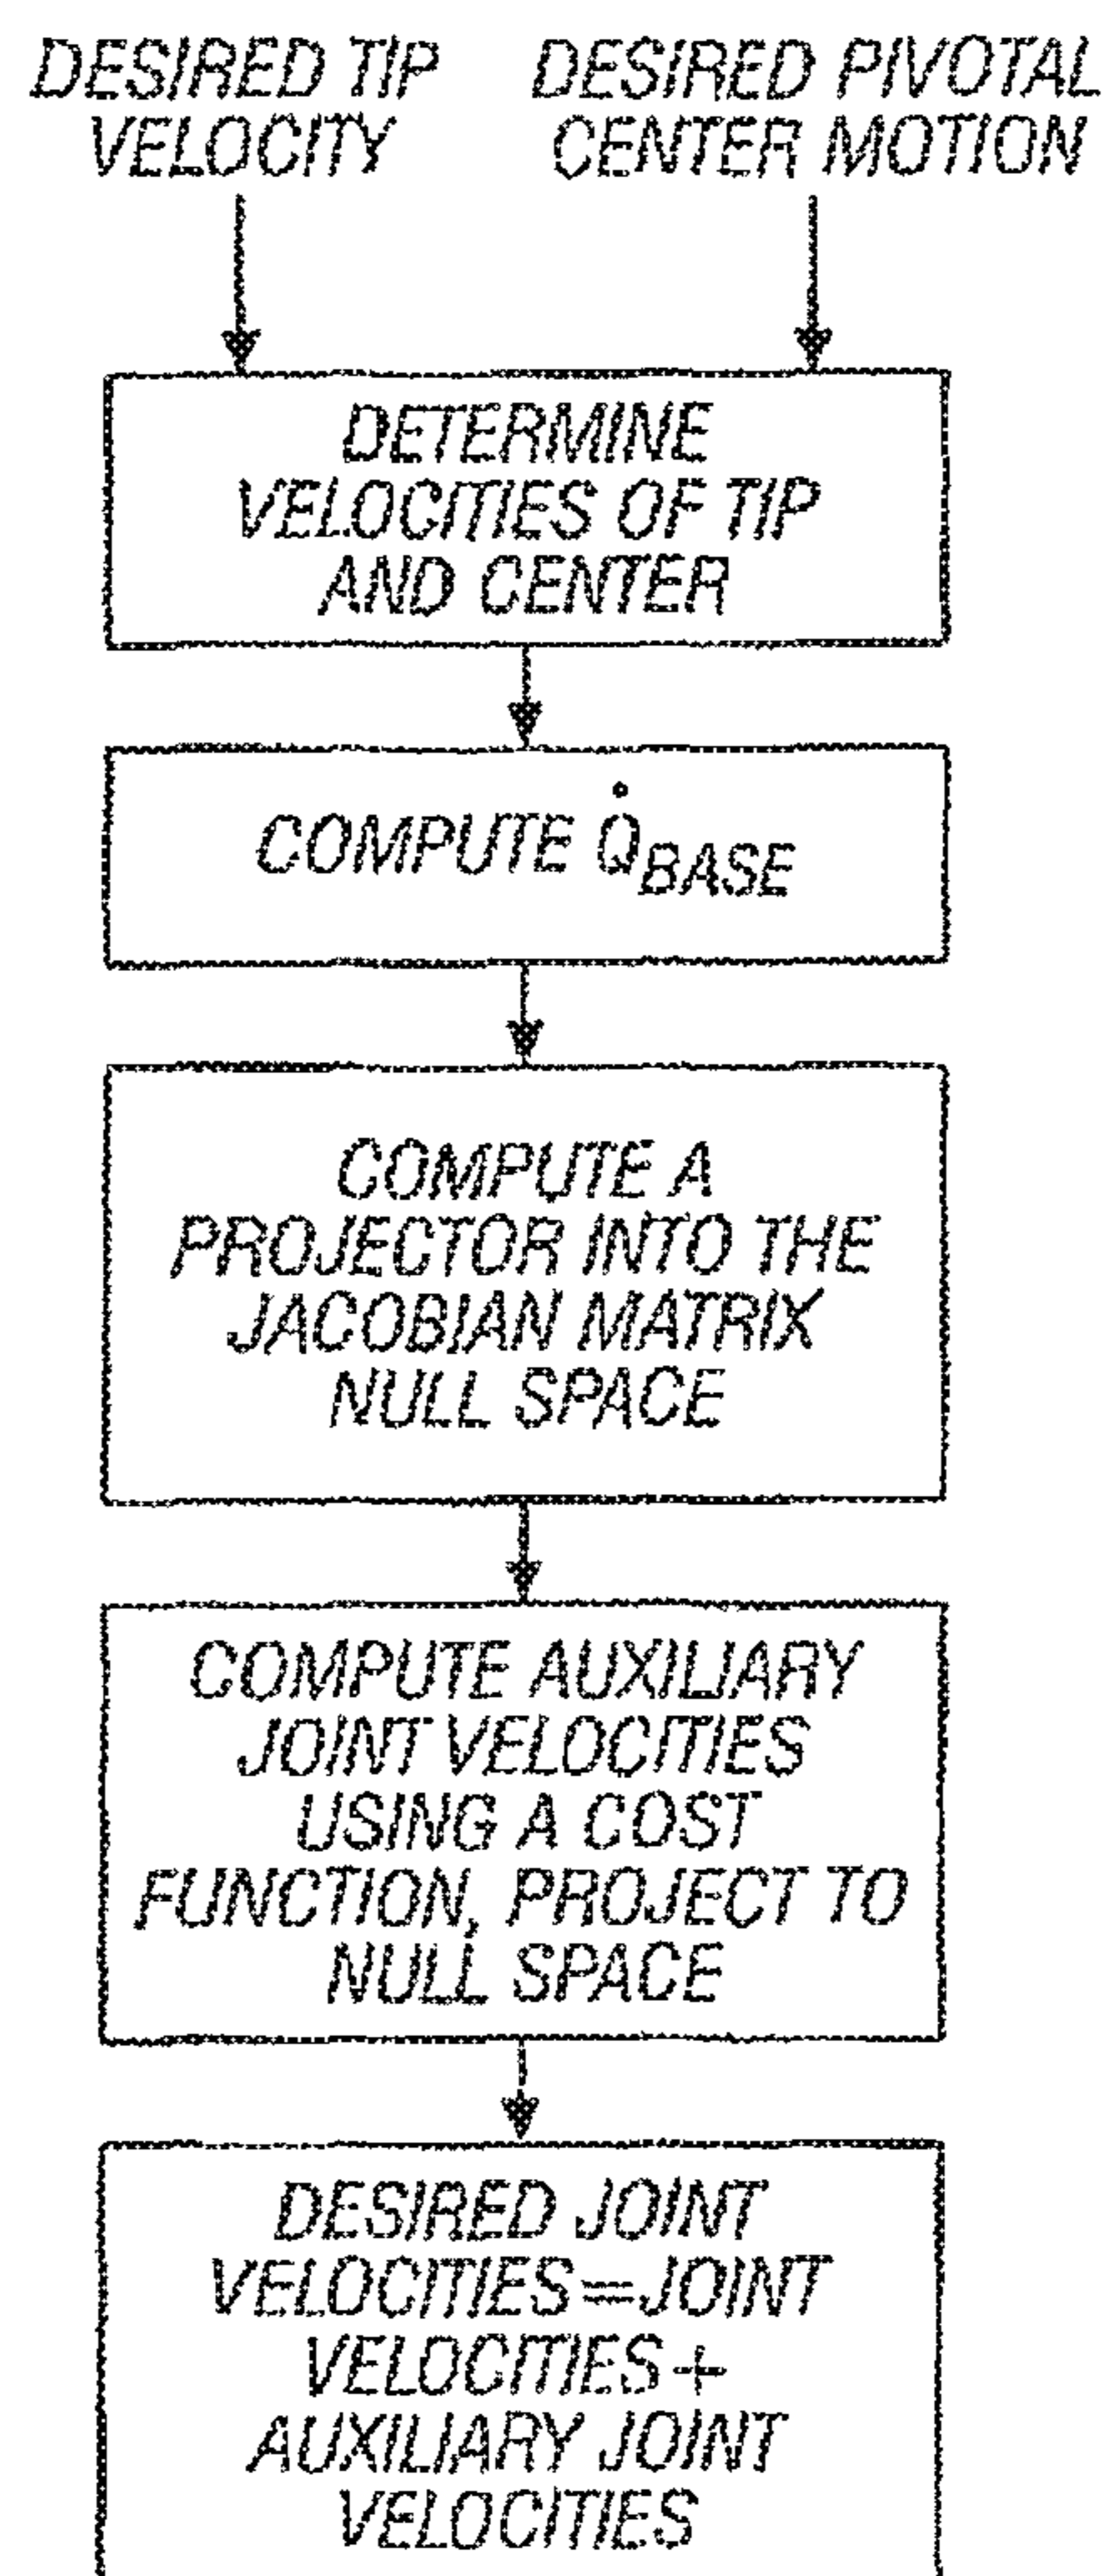 DESIRED TIP
VELOCITY
DESIRED PIVOTAL
CENTER MOTION
DETERMINE
VELOCITIES OF TIP
AND CENTER
COMPUTE Q̇BASE
COMPUTE A
PROJECTOR INTO THE
JACOBIAN MATRIX
NULL SPACE
COMPUTE AUXILIARY
JOINT VELOCITIES
USING A COST
FUNCTION, PROJECT TO
NULL SPACE
DESIRED JOINT
VELOCITIES=JOINT
VELOCITIES+
AUXILIARY JOINT
VELOCITIES